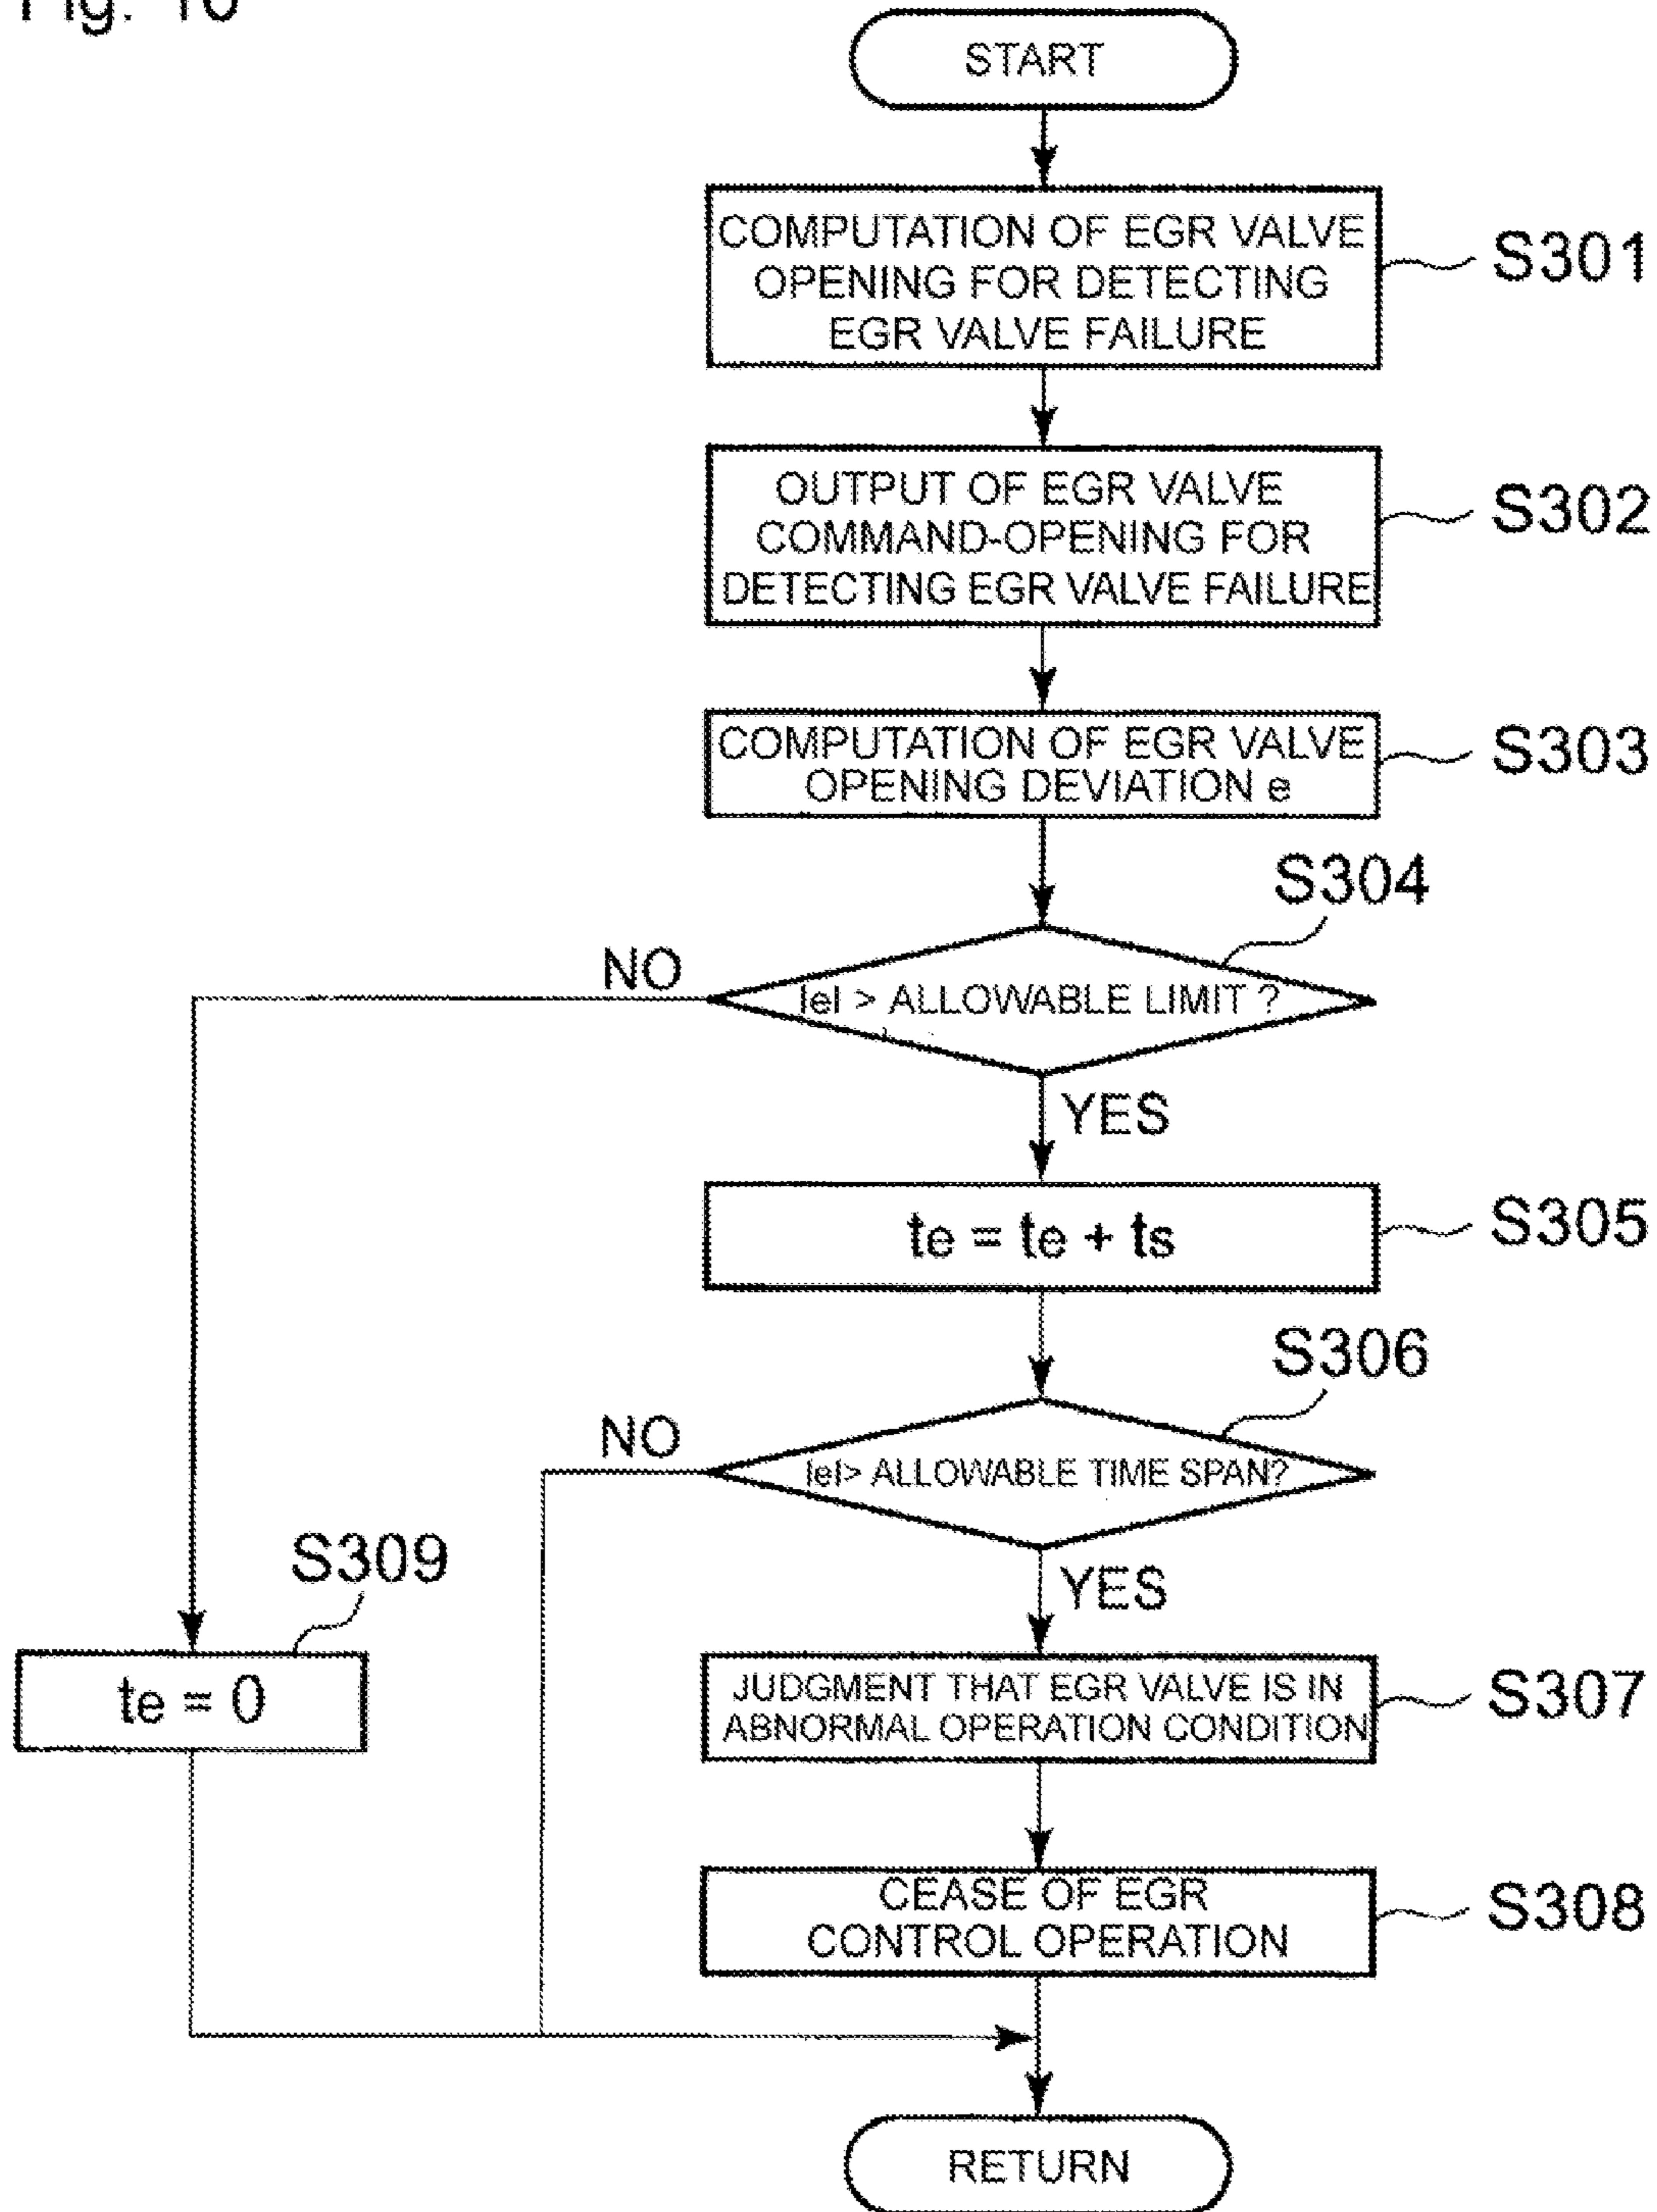 Fig. 10
START
COMPUTATION OF EGR VALVE
OPENING FOR DETECTING
EGR VALVE FAILURE
S301
OUTPUT OF EGR VALVE
COMMAND-OPENING FOR
DETECTING EGR VALVE FAILURE
S302
COMPUTATION OF EGR VALVE
OPENING DEVIATION e
S303
S304
NO
|e| > ALLOWABLE LIMIT ?
YES
te = te + ts
S305
S306
NO
|e|> ALLOWABLE TIME SPAN?
YES
S309
te = 0
JUDGMENT THAT EGR VALVE IS IN
ABNORMAL OPERATION CONDITION
S307
CEASE OF EGR
CONTROL OPERATION
S308
RETURN